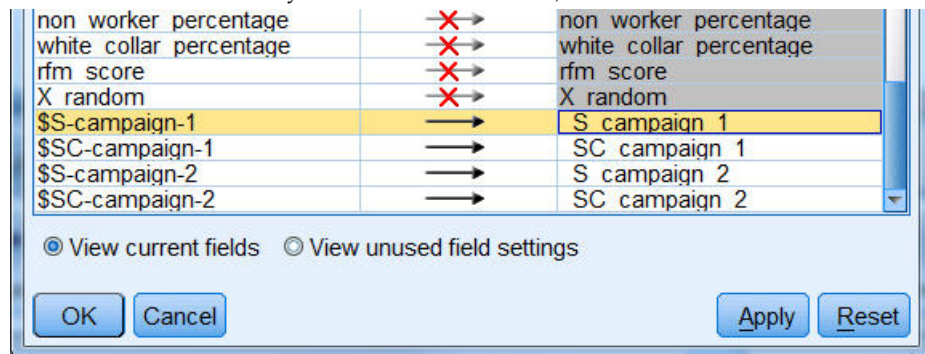 non worker percentage non worker percentage
white collar percentage white collar percentage
rfm score rfm score
X random X random
$S-campaign-1 S campaign 1
$SC-campaign-1 SC campaign 1
$S-campaign-2 S campaign 2
$SC-campaign-2 SC campaign 2
View current fields View unused field settings
OK Cancel Apply Reset